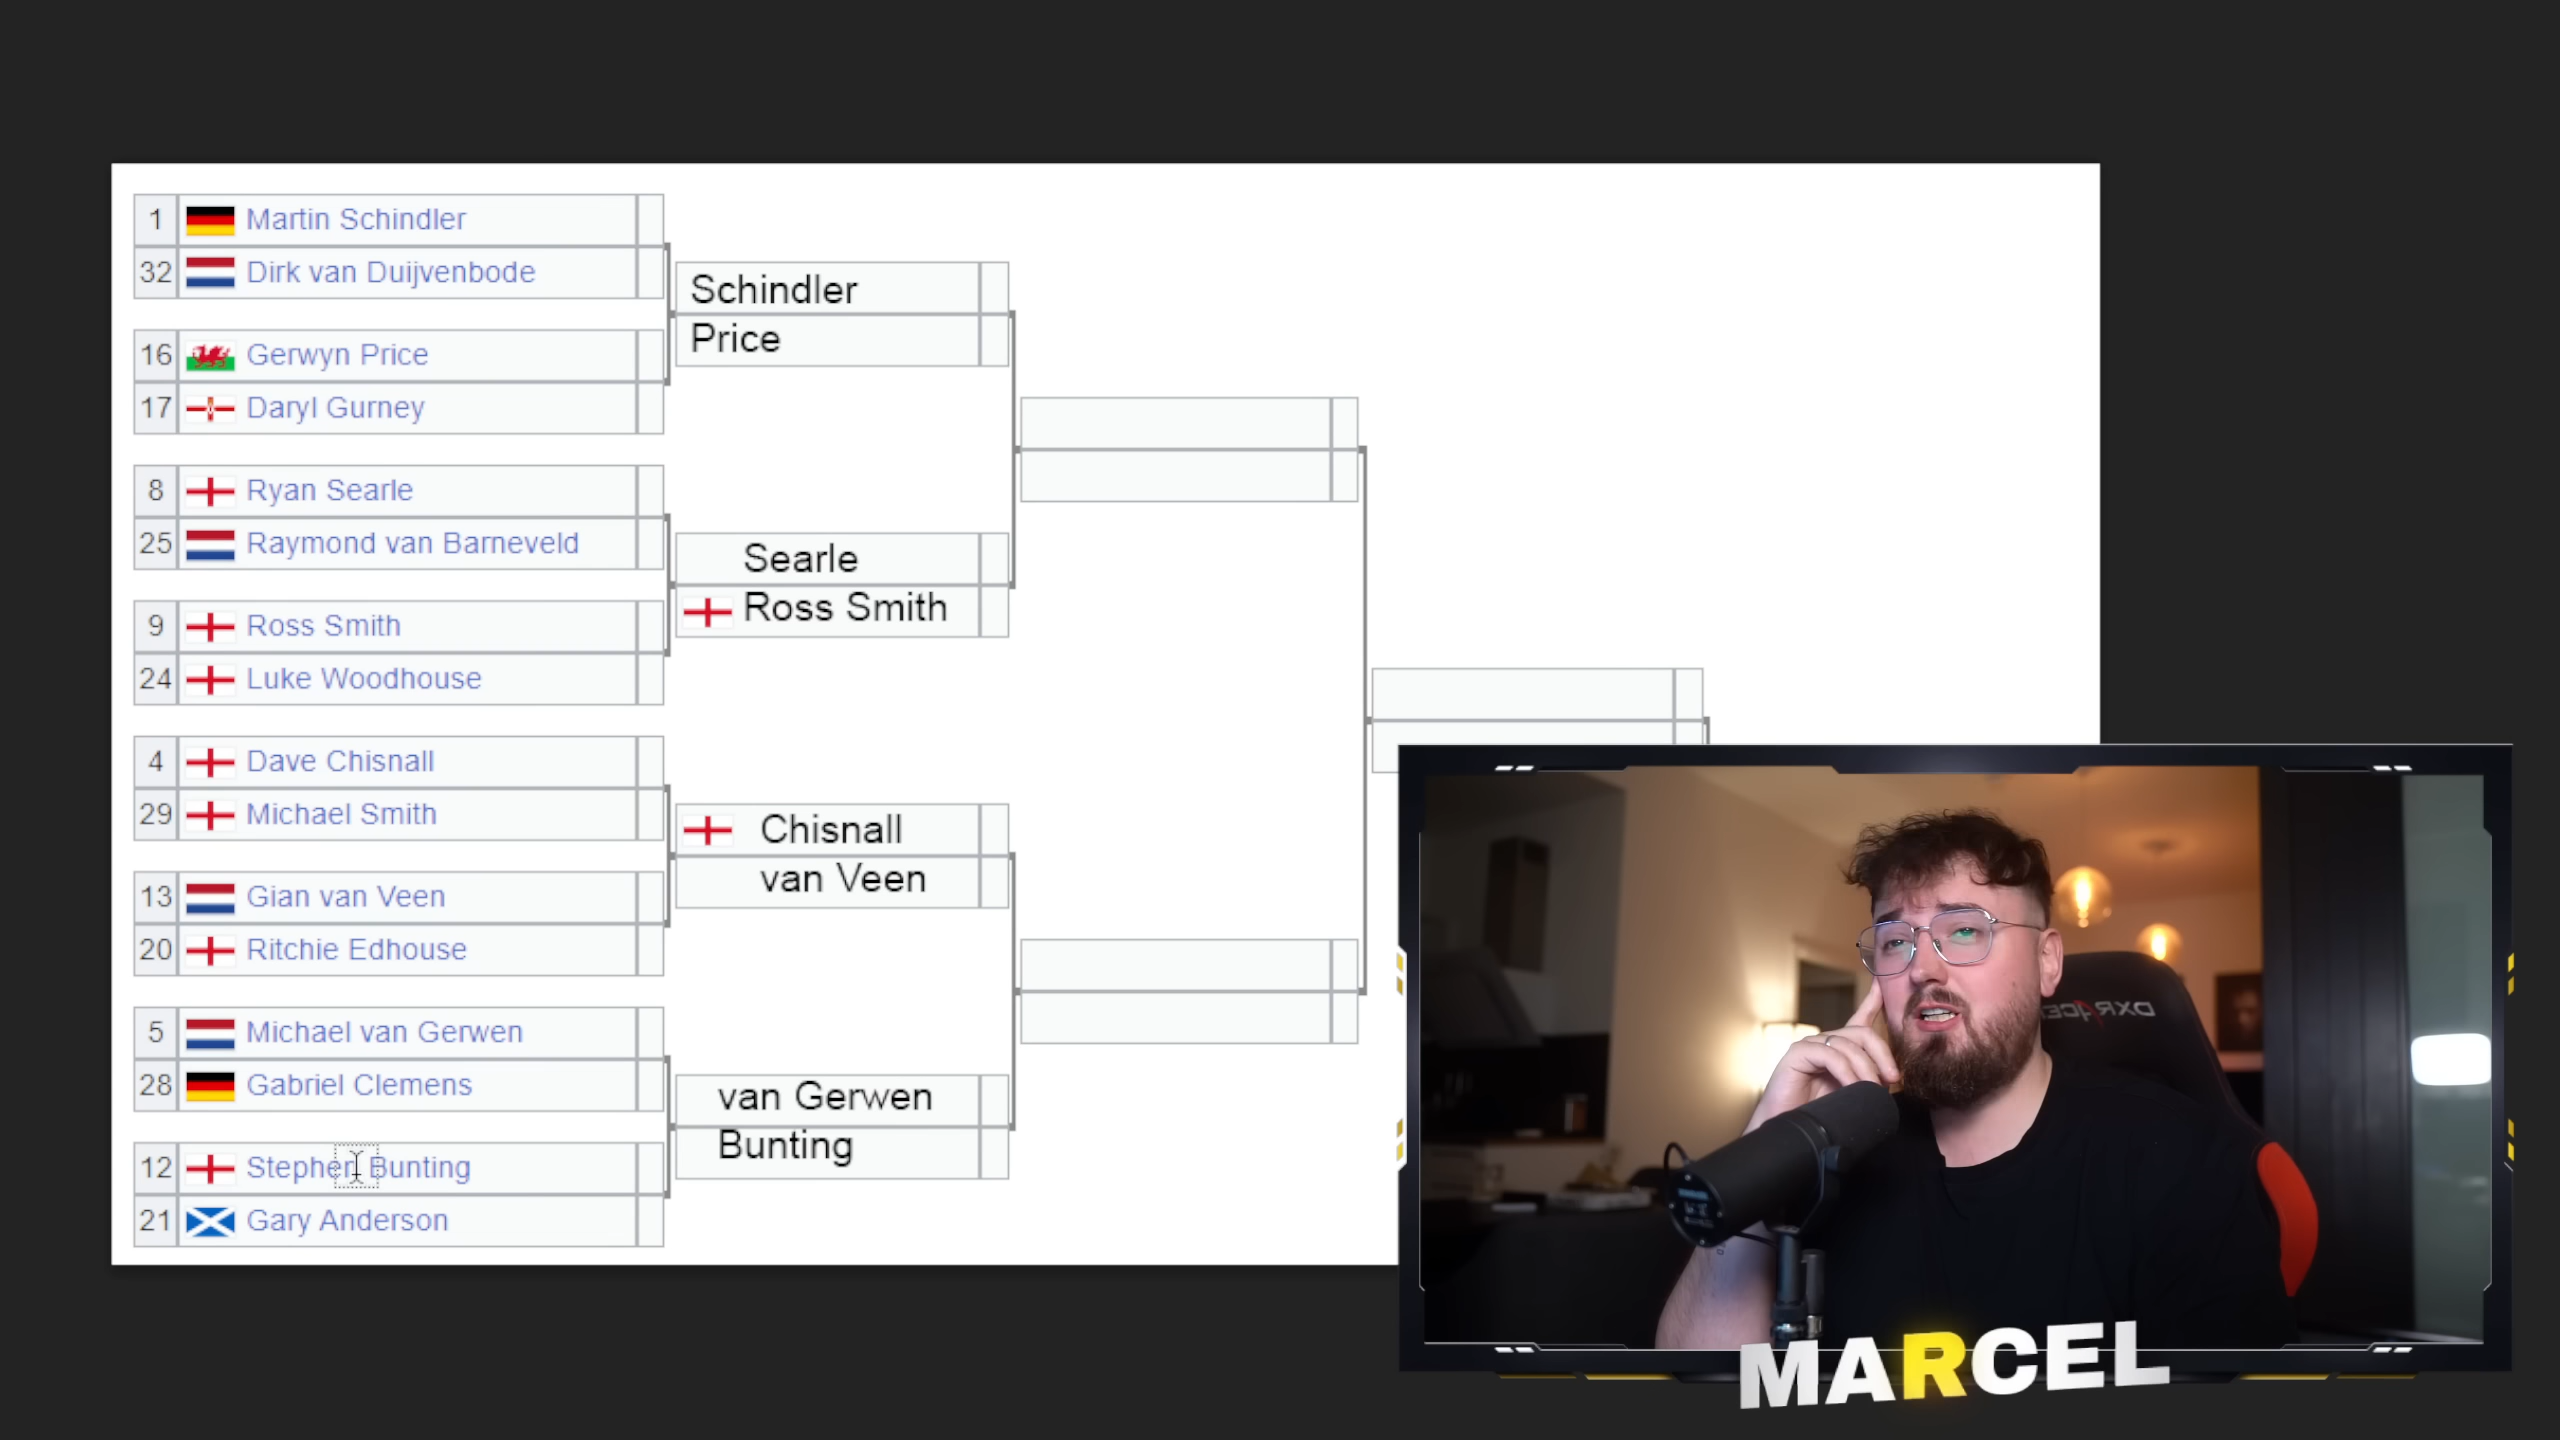 1 Martin Schindler
32 Dirk van Duijvenbode
16 Gerwyn Price
17 Daryl Gurney
8 Ryan Searle
25 Raymond van Barneveld
9 Ross Smith
24 Luke Woodhouse
4 Dave Chisnall
29 Michael Smith
13 Gian van Veen
20 Ritchie Edhouse
5 Michael van Gerwen
28 Gabriel Clemens
12 Stephen Bunting
21 Gary Anderson
Schindler
Price
Searle
Ross Smith
Chisnall
van Veen
van Gerwen
Bunting
DXRACER
MARCEL